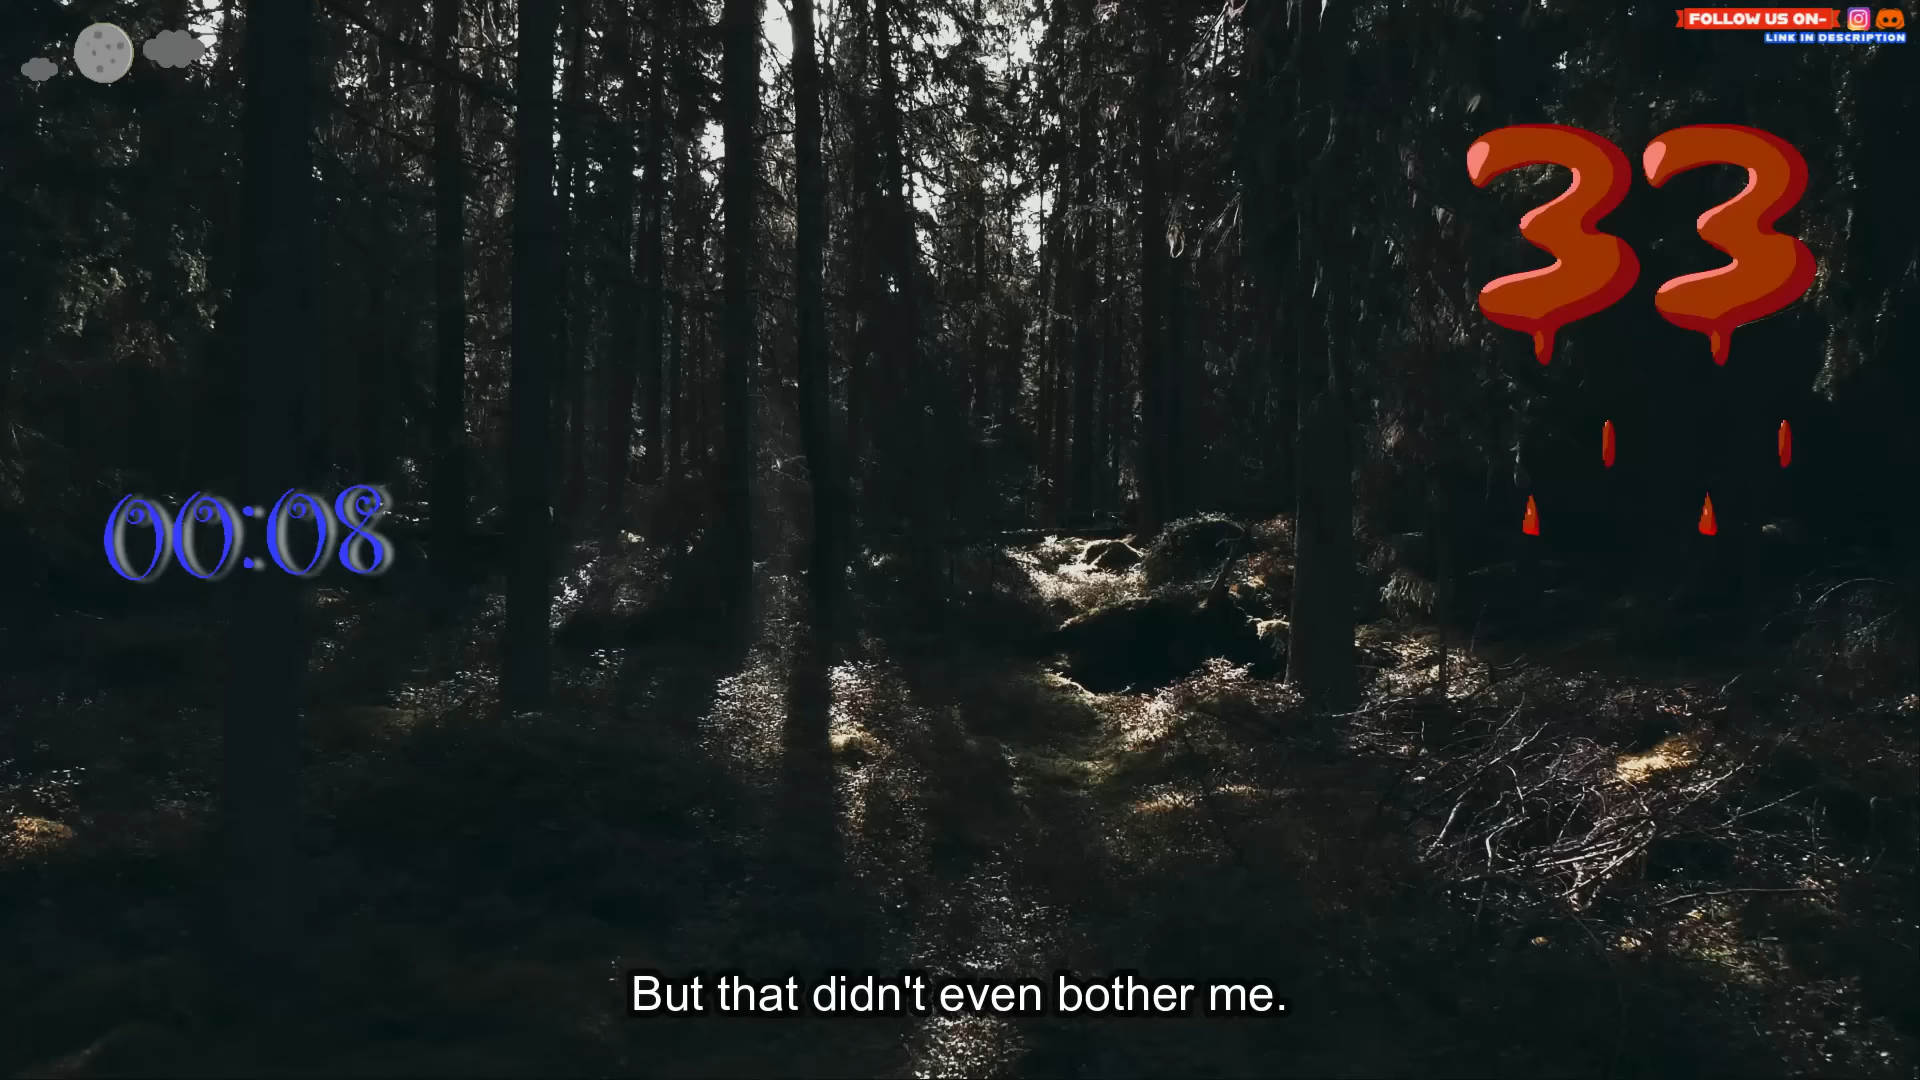 FOLLOW US ON-
LINK IN DESCRIPTION
33
00:08
But that didn't even bother me.